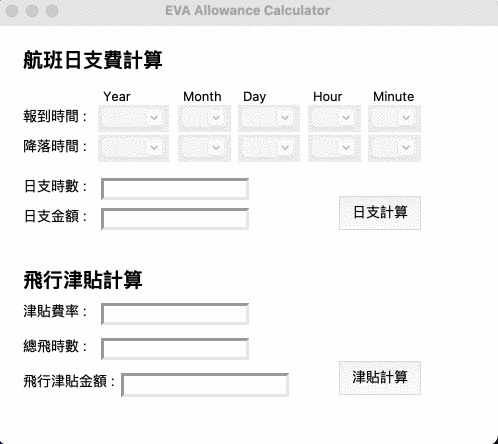 EVA Allowance Calculator
航班日支費計算
Year Month Day Hour Minute
報到時間 :
降落時間 :
日支時數 :
日支金額 :
日支計算
飛行津貼計算
津貼費率 :
總飛時數 :
飛行津貼金額 :
津貼計算